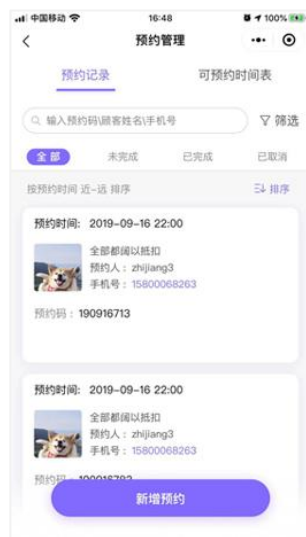 中国移动
16:48
100%
预约管理
预约记录
可预约时间表
输入预约码\顾客姓名\手机号
筛选
全部
未完成
已完成
已取消
按预约时间 近-远 排序
排序
预约时间: 2019-09-16 22:00
全部都阔以抵扣
预约人：zhijiang3
手机号：15800068263
预约码：190916713
预约时间: 2019-09-16 22:00
全部都阔以抵扣
预约人：zhijiang3
手机号：15800068263
新增预约